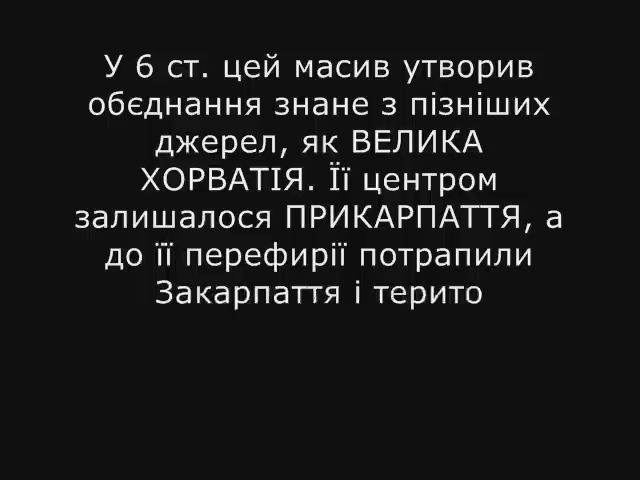 У 6 ст. цей масив утворив
обєднання знане з пізніших
джерел, як ВЕЛИКА
ХОРВАТІЯ. Її центром
залишалося ПРИКАРПАТТЯ, а
до її перефирії потрапили
Закарпаття і терито